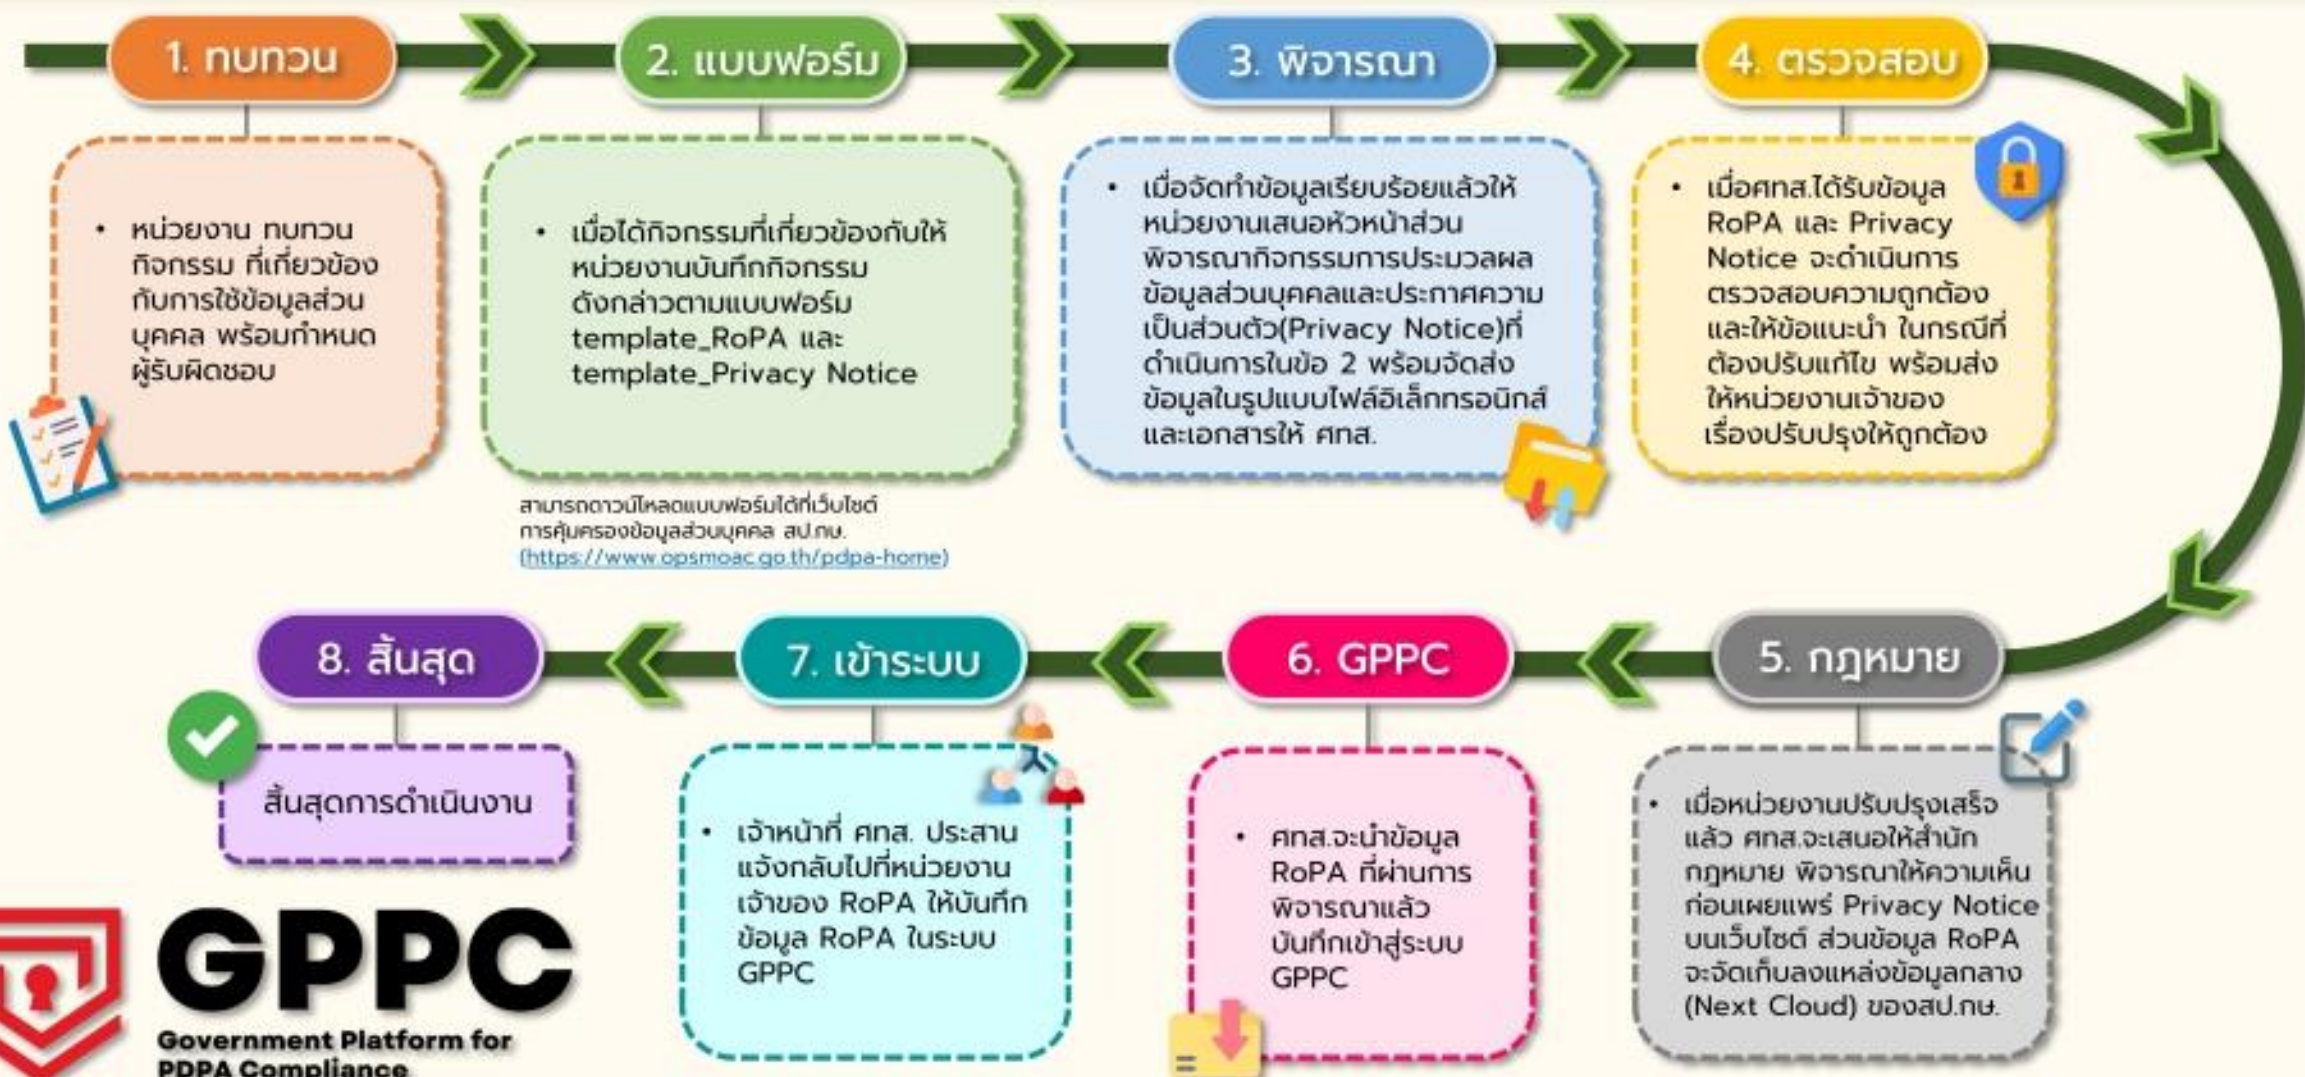 1. ทบทวน
• หน่วยงาน ทบทวน
กิจกรรม ที่เกี่ยวข้อง
กับการใช้ข้อมูลส่วน
บุคคล พร้อมกำหนด
ผู้รับผิดชอบ
2. แบบฟอร์ม
• เมื่อได้กิจกรรมที่เกี่ยวข้องกับให้
หน่วยงานบันทึกกิจกรรม
ดังกล่าวตามแบบฟอร์ม
template_RoPA และ
template_Privacy Notice
สามารถดาวน์โหลดแบบฟอร์มได้ที่เว็บไซต์
การคุ้มครองข้อมูลส่วนบุคคล สป.กษ.
(https://www.opsmoac.go.th/pdpa-home)
3. พิจารณา
• เมื่อจัดทำข้อมูลเรียบร้อยแล้วให้
หน่วยงานเสนอหัวหน้าส่วน
พิจารณากิจกรรมการประมวลผล
ข้อมูลส่วนบุคคลและประกาศความ
เป็นส่วนตัว(Privacy Notice)ที่
ดำเนินการในข้อ 2 พร้อมจัดส่ง
ข้อมูลในรูปแบบไฟล์อิเล็กทรอนิกส์
และเอกสารให้ ศทส.
4. ตรวจสอบ
• เมื่อศทส.ได้รับข้อมูล
RoPA และ Privacy
Notice จะดำเนินการ
ตรวจสอบความถูกต้อง
และให้ข้อแนะนำ ในกรณีที่
ต้องปรับแก้ไข พร้อมส่ง
ให้หน่วยงานเจ้าของ
เรื่องปรับปรุงให้ถูกต้อง
5. กฎหมาย
• เมื่อหน่วยงานปรับปรุงเสร็จ
แล้ว ศทส.จะเสนอให้สำนัก
กฎหมาย พิจารณาให้ความเห็น
ก่อนเผยแพร่ Privacy Notice
บนเว็บไซต์ ส่วนข้อมูล RoPA
จะจัดเก็บลงแหล่งข้อมูลกลาง
(Next Cloud) ของสป.กษ.
6. GPPC
• ศทส.จะนำข้อมูล
RoPA ที่ผ่านการ
พิจารณาแล้ว
บันทึกเข้าสู่ระบบ
GPPC
7. เข้าระบบ
• เจ้าหน้าที่ ศทส. ประสาน
แจ้งกลับไปที่หน่วยงาน
เจ้าของ RoPA ให้บันทึก
ข้อมูล RoPA ในระบบ
GPPC
8. สิ้นสุด
สิ้นสุดการดำเนินงาน
GPPC
Government Platform for
PDPA Compliance